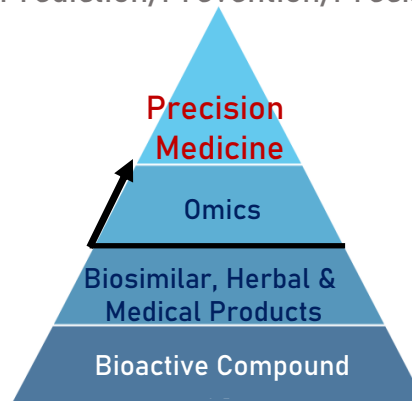 Precision
Medicine
Omics
Biosimilar, Herbal &
Medical Products
Bioactive Compound